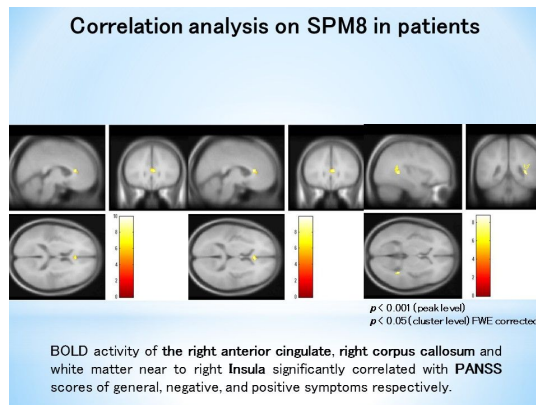 Correlation analysis on SPM8 in patients
p < 0.001 (peak level)
p < 0.05 (cluster level) FWE corrected
BOLD activity of the right anterior cingulate, right corpus callosum and
white matter near to right Insula significantly correlated with PANSS
scores of general, negative, and positive symptoms respectively.